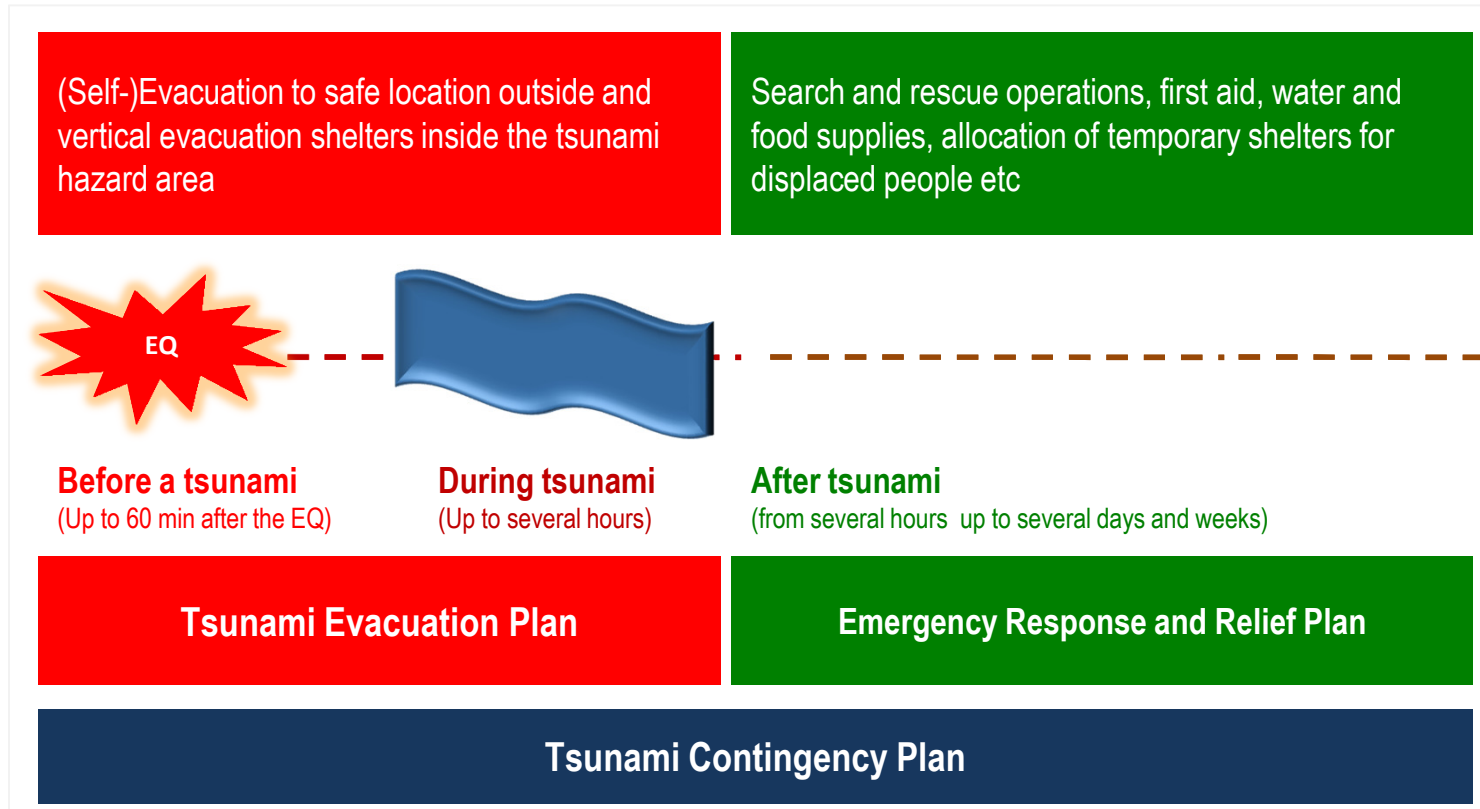 (Self-)Evacuation to safe location outside and
vertical evacuation shelters inside the tsunami
hazard area
Search and rescue operations, first aid, water and
food supplies, allocation of temporary shelters for
displaced people etc
EQ
Before a tsunami
(Up to 60 min after the EQ)
During tsunami
(Up to several hours)
After tsunami
(from several hours  up to several days and weeks)
Tsunami Evacuation Plan
Emergency Response and Relief Plan
Tsunami Contingency Plan